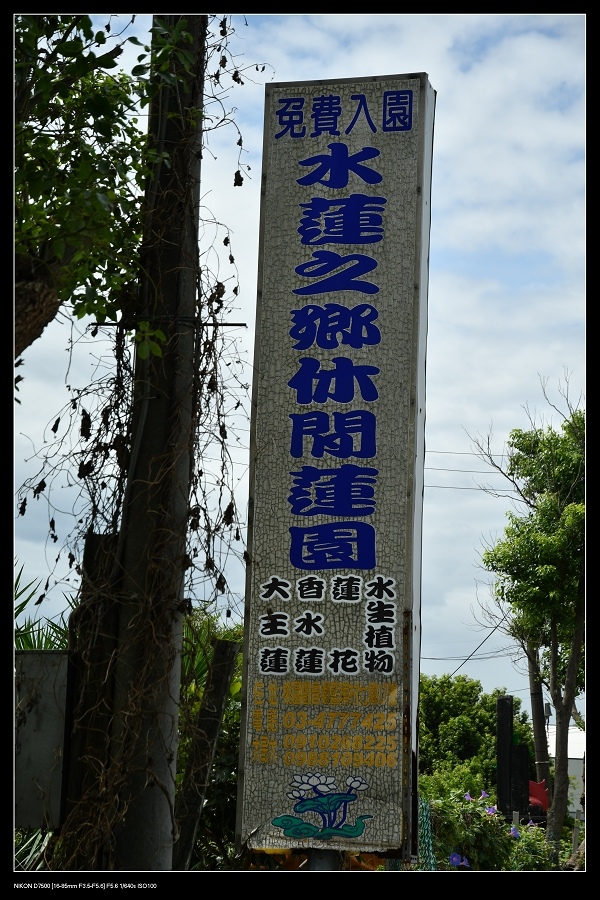 免費入園
水蓮之鄉休閒蓮園
水生植物
蓮花
香水蓮
大王蓮
NIKON D7500 [16-85mm F3.5-F5.6] F5.6 1/640s ISO100